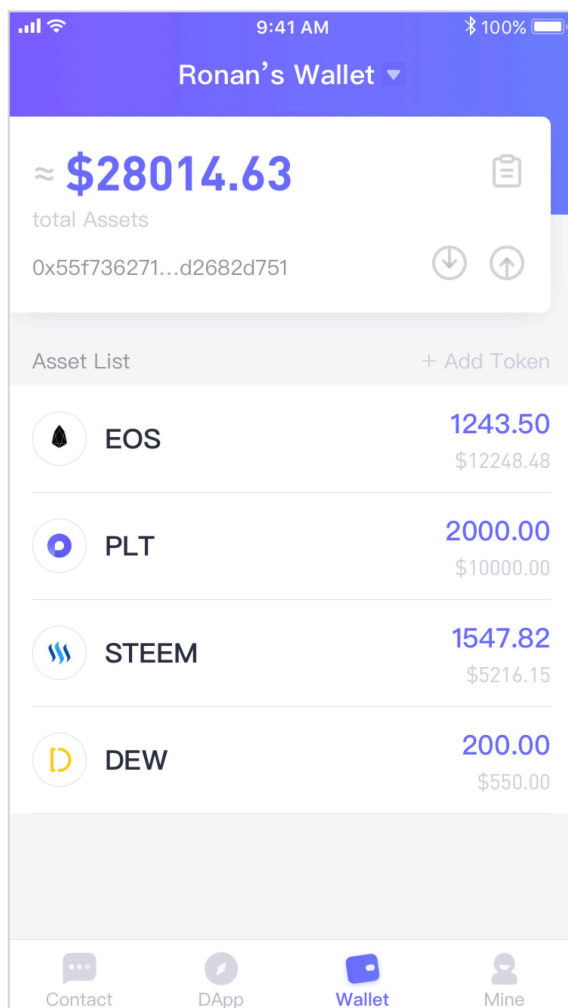 9:41 AM 100%
Ronan's Wallet
≈ $28014.63
total Assets
0x55f736271...d2682d751
Asset List + Add Token
EOS 1243.50
$12248.48
PLT 2000.00
$10000.00
STEEM 1547.82
$5216.15
DEW 200.00
$550.00
Contact DApp Wallet Mine